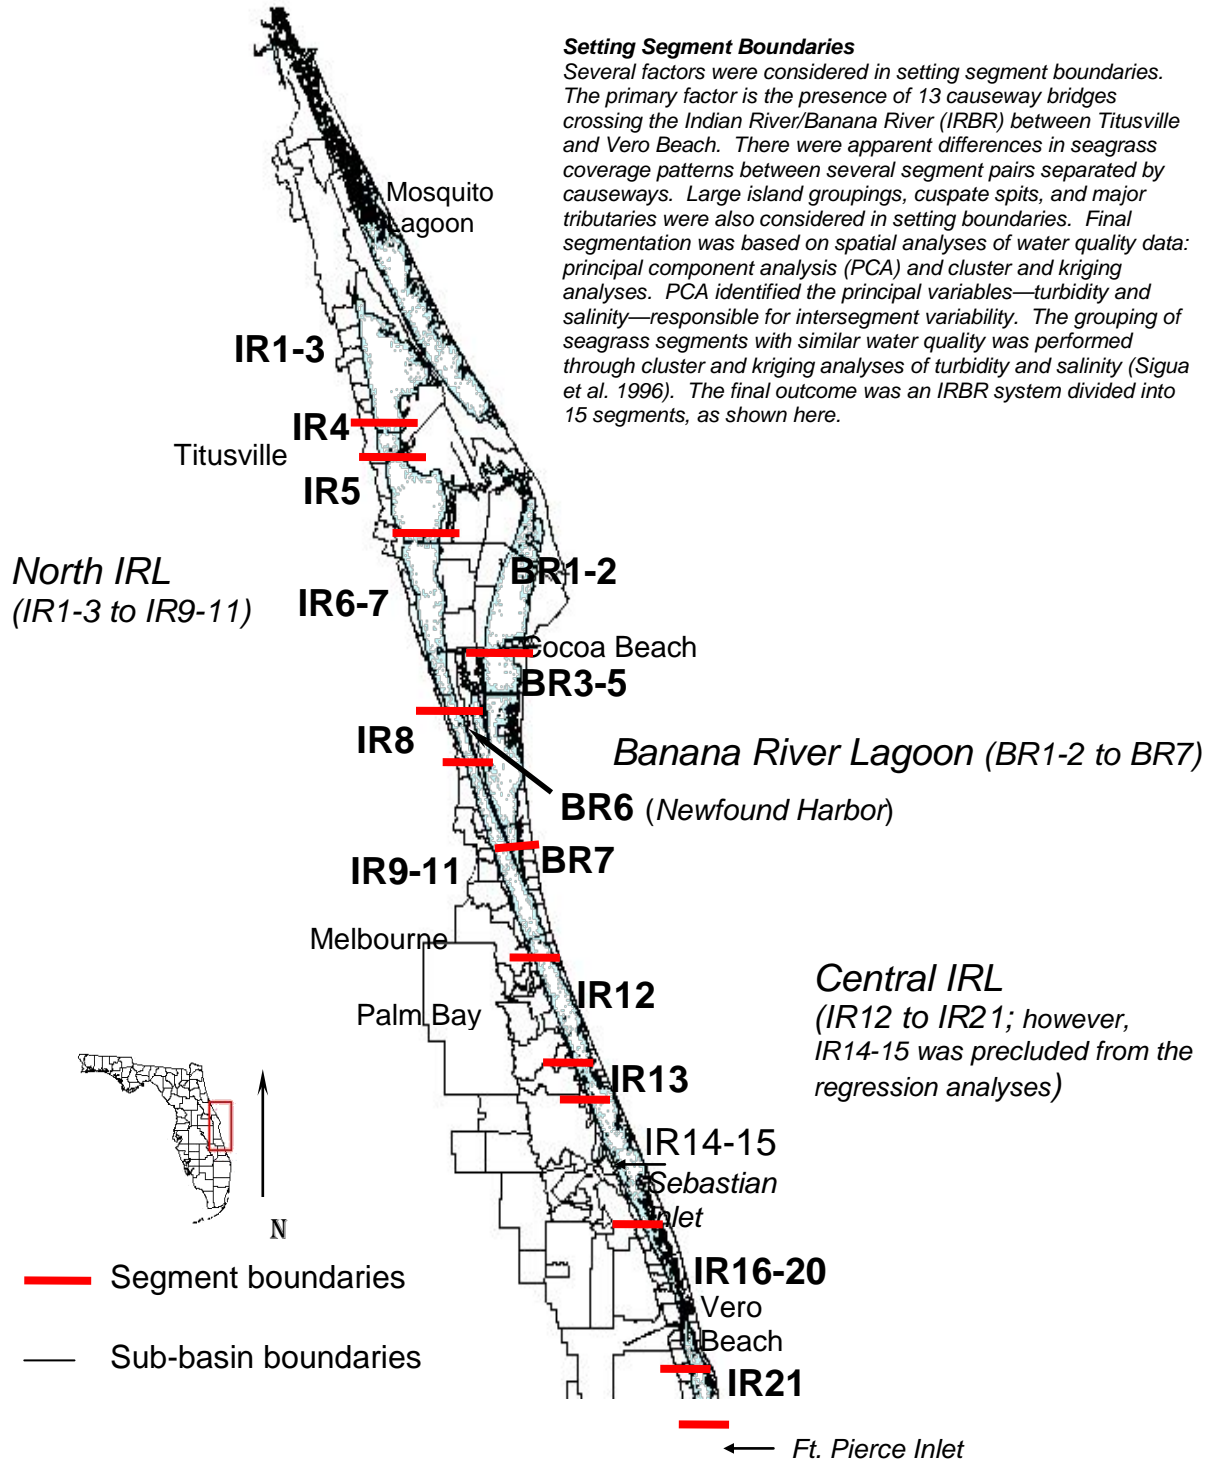 Setting Segment Boundaries
Several factors were considered in setting segment boundaries.
The primary factor is the presence of 13 causeway bridges
crossing the Indian River/Banana River (IRBR) between Titusville
and Vero Beach.  There were apparent differences in seagrass
coverage patterns between several segment pairs separated by
causeways.  Large island groupings, cuspate spits, and major
tributaries were also considered in setting boundaries.  Final
segmentation was based on spatial analyses of water quality data:
principal component analysis (PCA) and cluster and kriging
analyses.  PCA identified the principal variables—turbidity and
salinity—responsible for intersegment variability.  The grouping of
seagrass segments with similar water quality was performed
through cluster and kriging analyses of turbidity and salinity (Sigua
et al. 1996).  The final outcome was an IRBR system divided into
15 segments, as shown here.
Mosquito
Lagoon
IR1-3
IR4
Titusville
IR5
North IRL
(IR1-3 to IR9-11)
BR1-2
IR6-7
Cocoa Beach
BR3-5
IR8
Banana River Lagoon (BR1-2 to BR7)
BR6 (Newfound Harbor)
BR7
IR9-11
Melbourne
Central IRL
(IR12 to IR21; however,
IR14-15 was precluded from the
regression analyses)
IR12
Palm Bay
IR13
IR14-15
Sebastian
Inlet
N
IR16-20
Segment boundaries
Vero
Beach
Sub-basin boundaries
IR21
Ft. Pierce Inlet